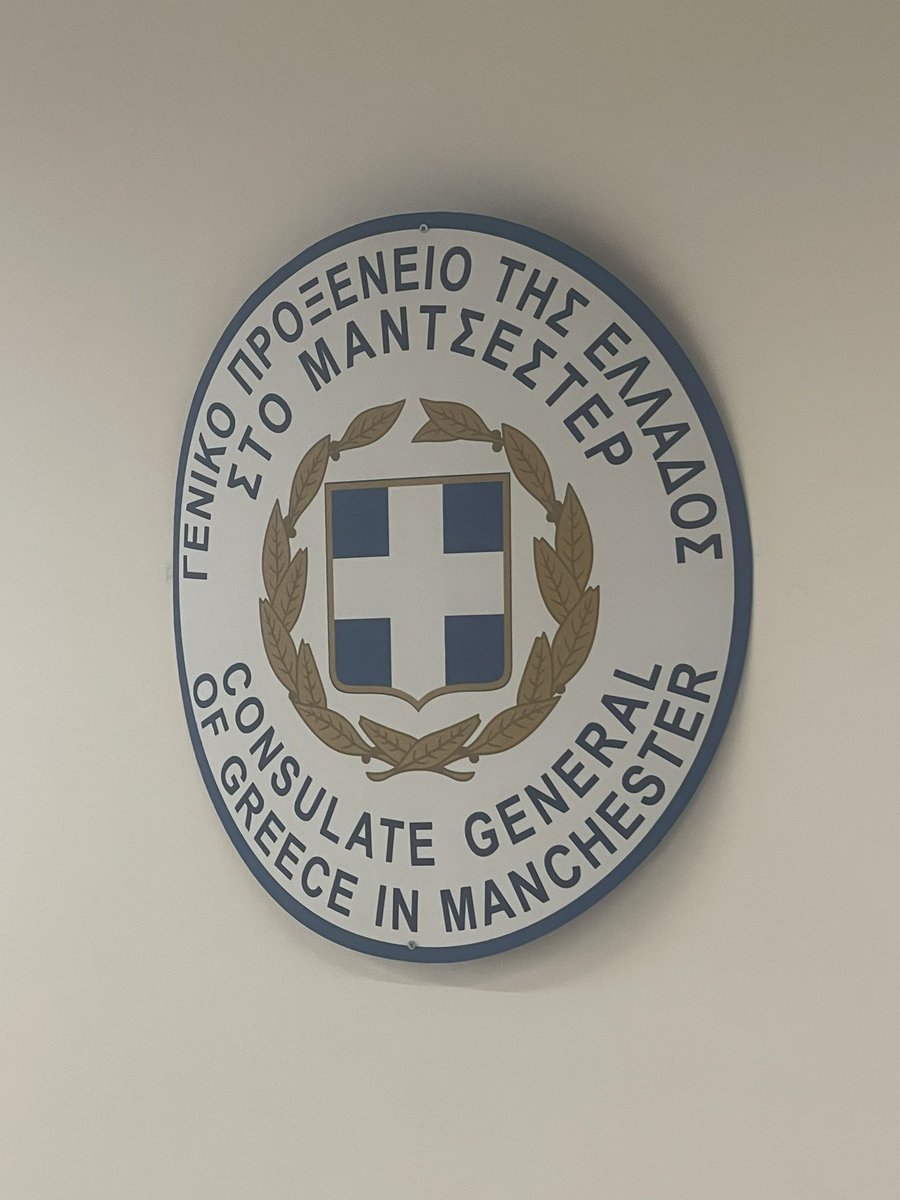 ΓΕΝΙΚΟ ΠΡΟΞΕΝΕΙΟ ΤΗΣ ΕΛΛΑΔΟΣ
ΣΤΟ ΜΑΝΤΣΕΣΤΕΡ
CONSULATE GENERAL
OF GREECE IN MANCHESTER